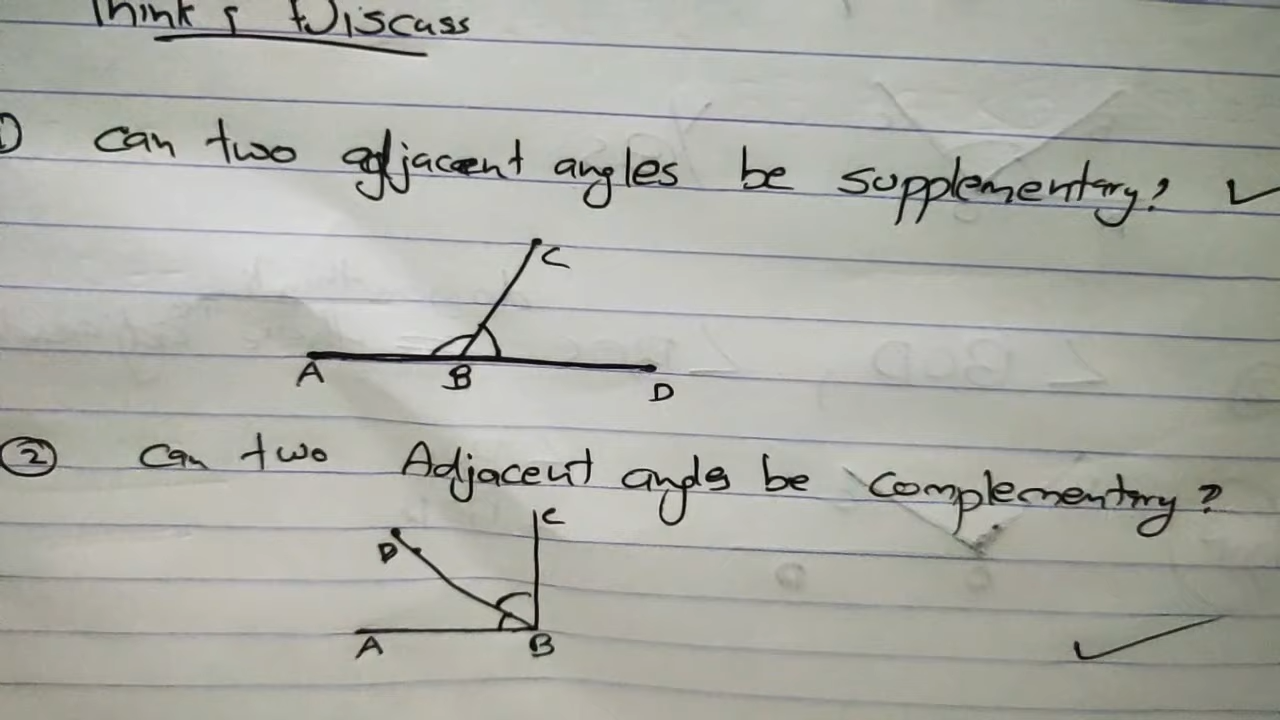 Think & Discuss
1) Can two adjacent angles be supplementary?
C
A B D
2 Can two Adjacent angles be Complementary?
C
D
A B